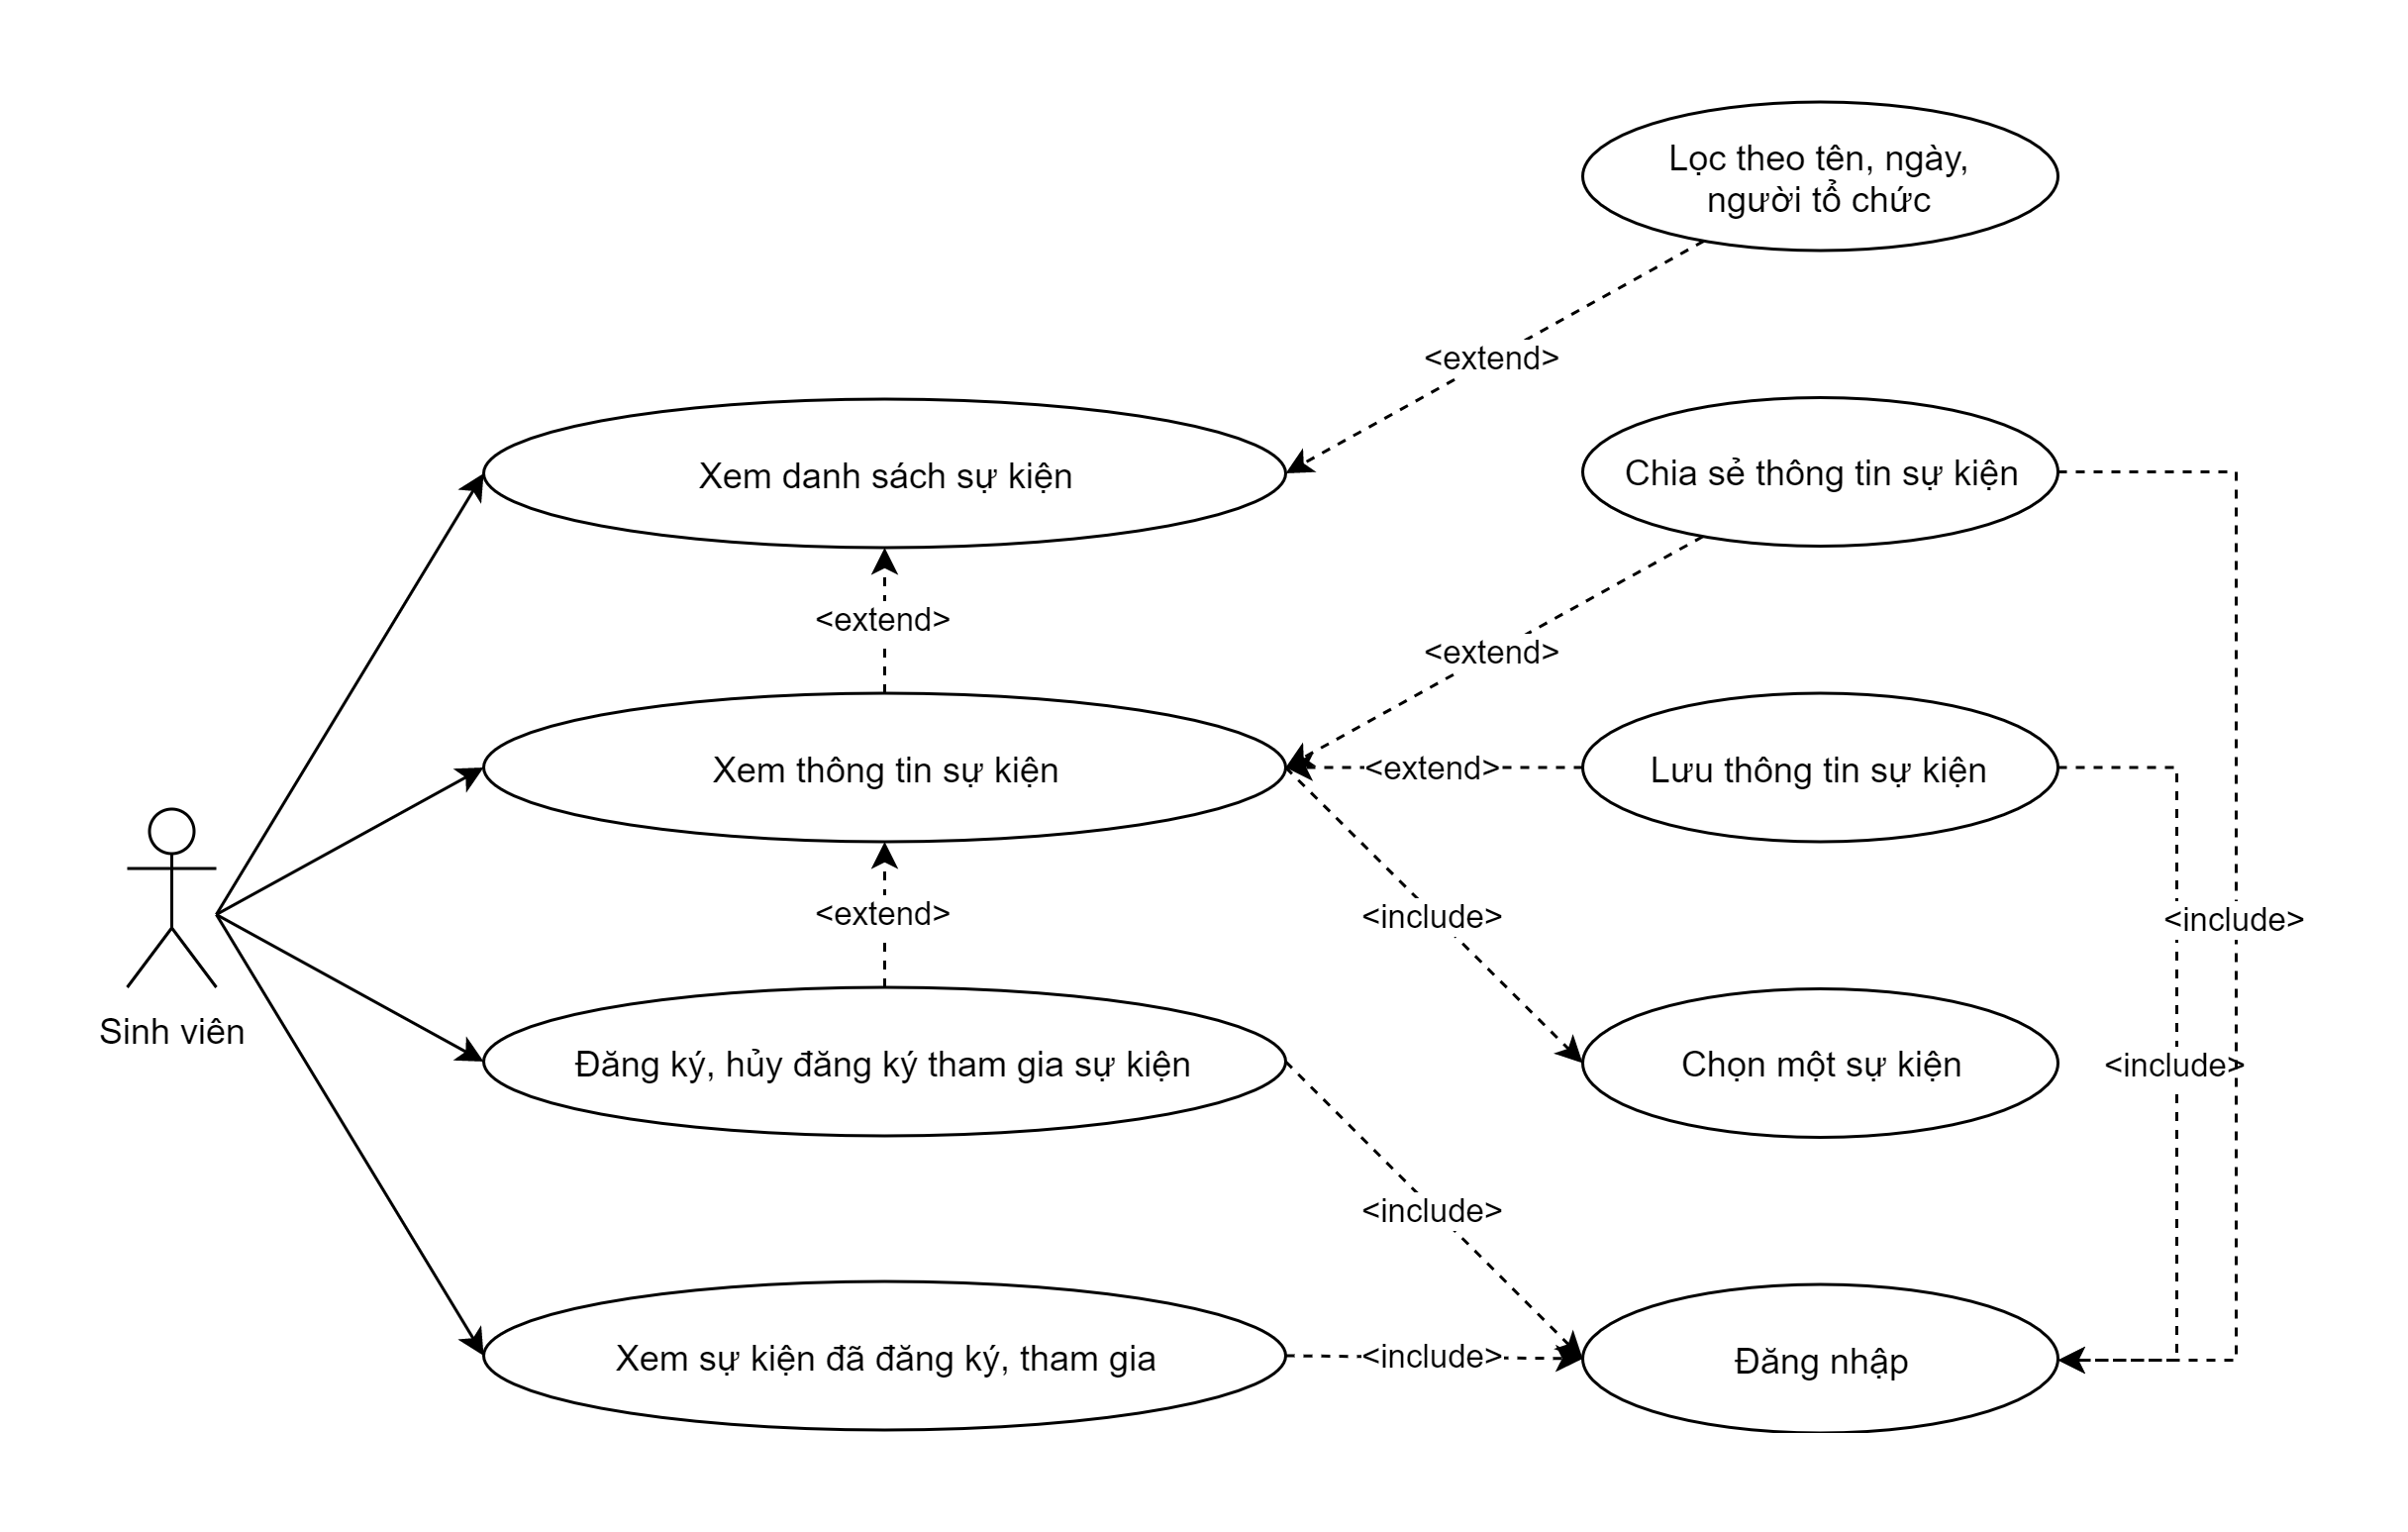 Lọc theo tên, ngày,
người tổ chức
<extend>
Xem danh sách sự kiện
Chia sẻ thông tin sự kiện
<extend>
<extend>
Xem thông tin sự kiện
<extend>
Lưu thông tin sự kiện
<extend>
<include>
<include>
Sinh viên
Đăng ký, hủy đăng ký tham gia sự kiện
Chọn một sự kiện
<include>
<include>
Xem sự kiện đã đăng ký, tham gia
<include>
Đăng nhập